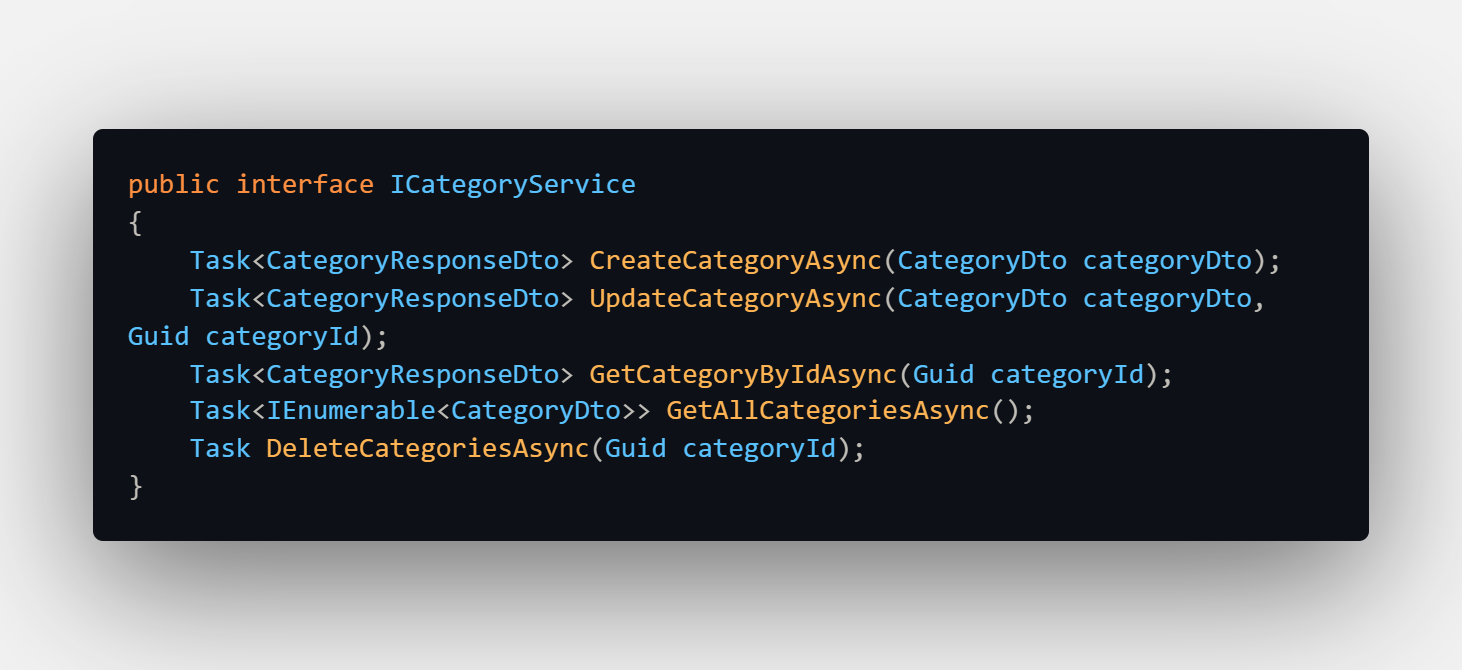 public interface ICategoryService
{
    Task<CategoryResponseDto> CreateCategoryAsync(CategoryDto categoryDto);
    Task<CategoryResponseDto> UpdateCategoryAsync(CategoryDto categoryDto,
Guid categoryId);
    Task<CategoryResponseDto> GetCategoryByIdAsync(Guid categoryId);
    Task<IEnumerable<CategoryDto>> GetAllCategoriesAsync();
    Task DeleteCategoriesAsync(Guid categoryId);
}